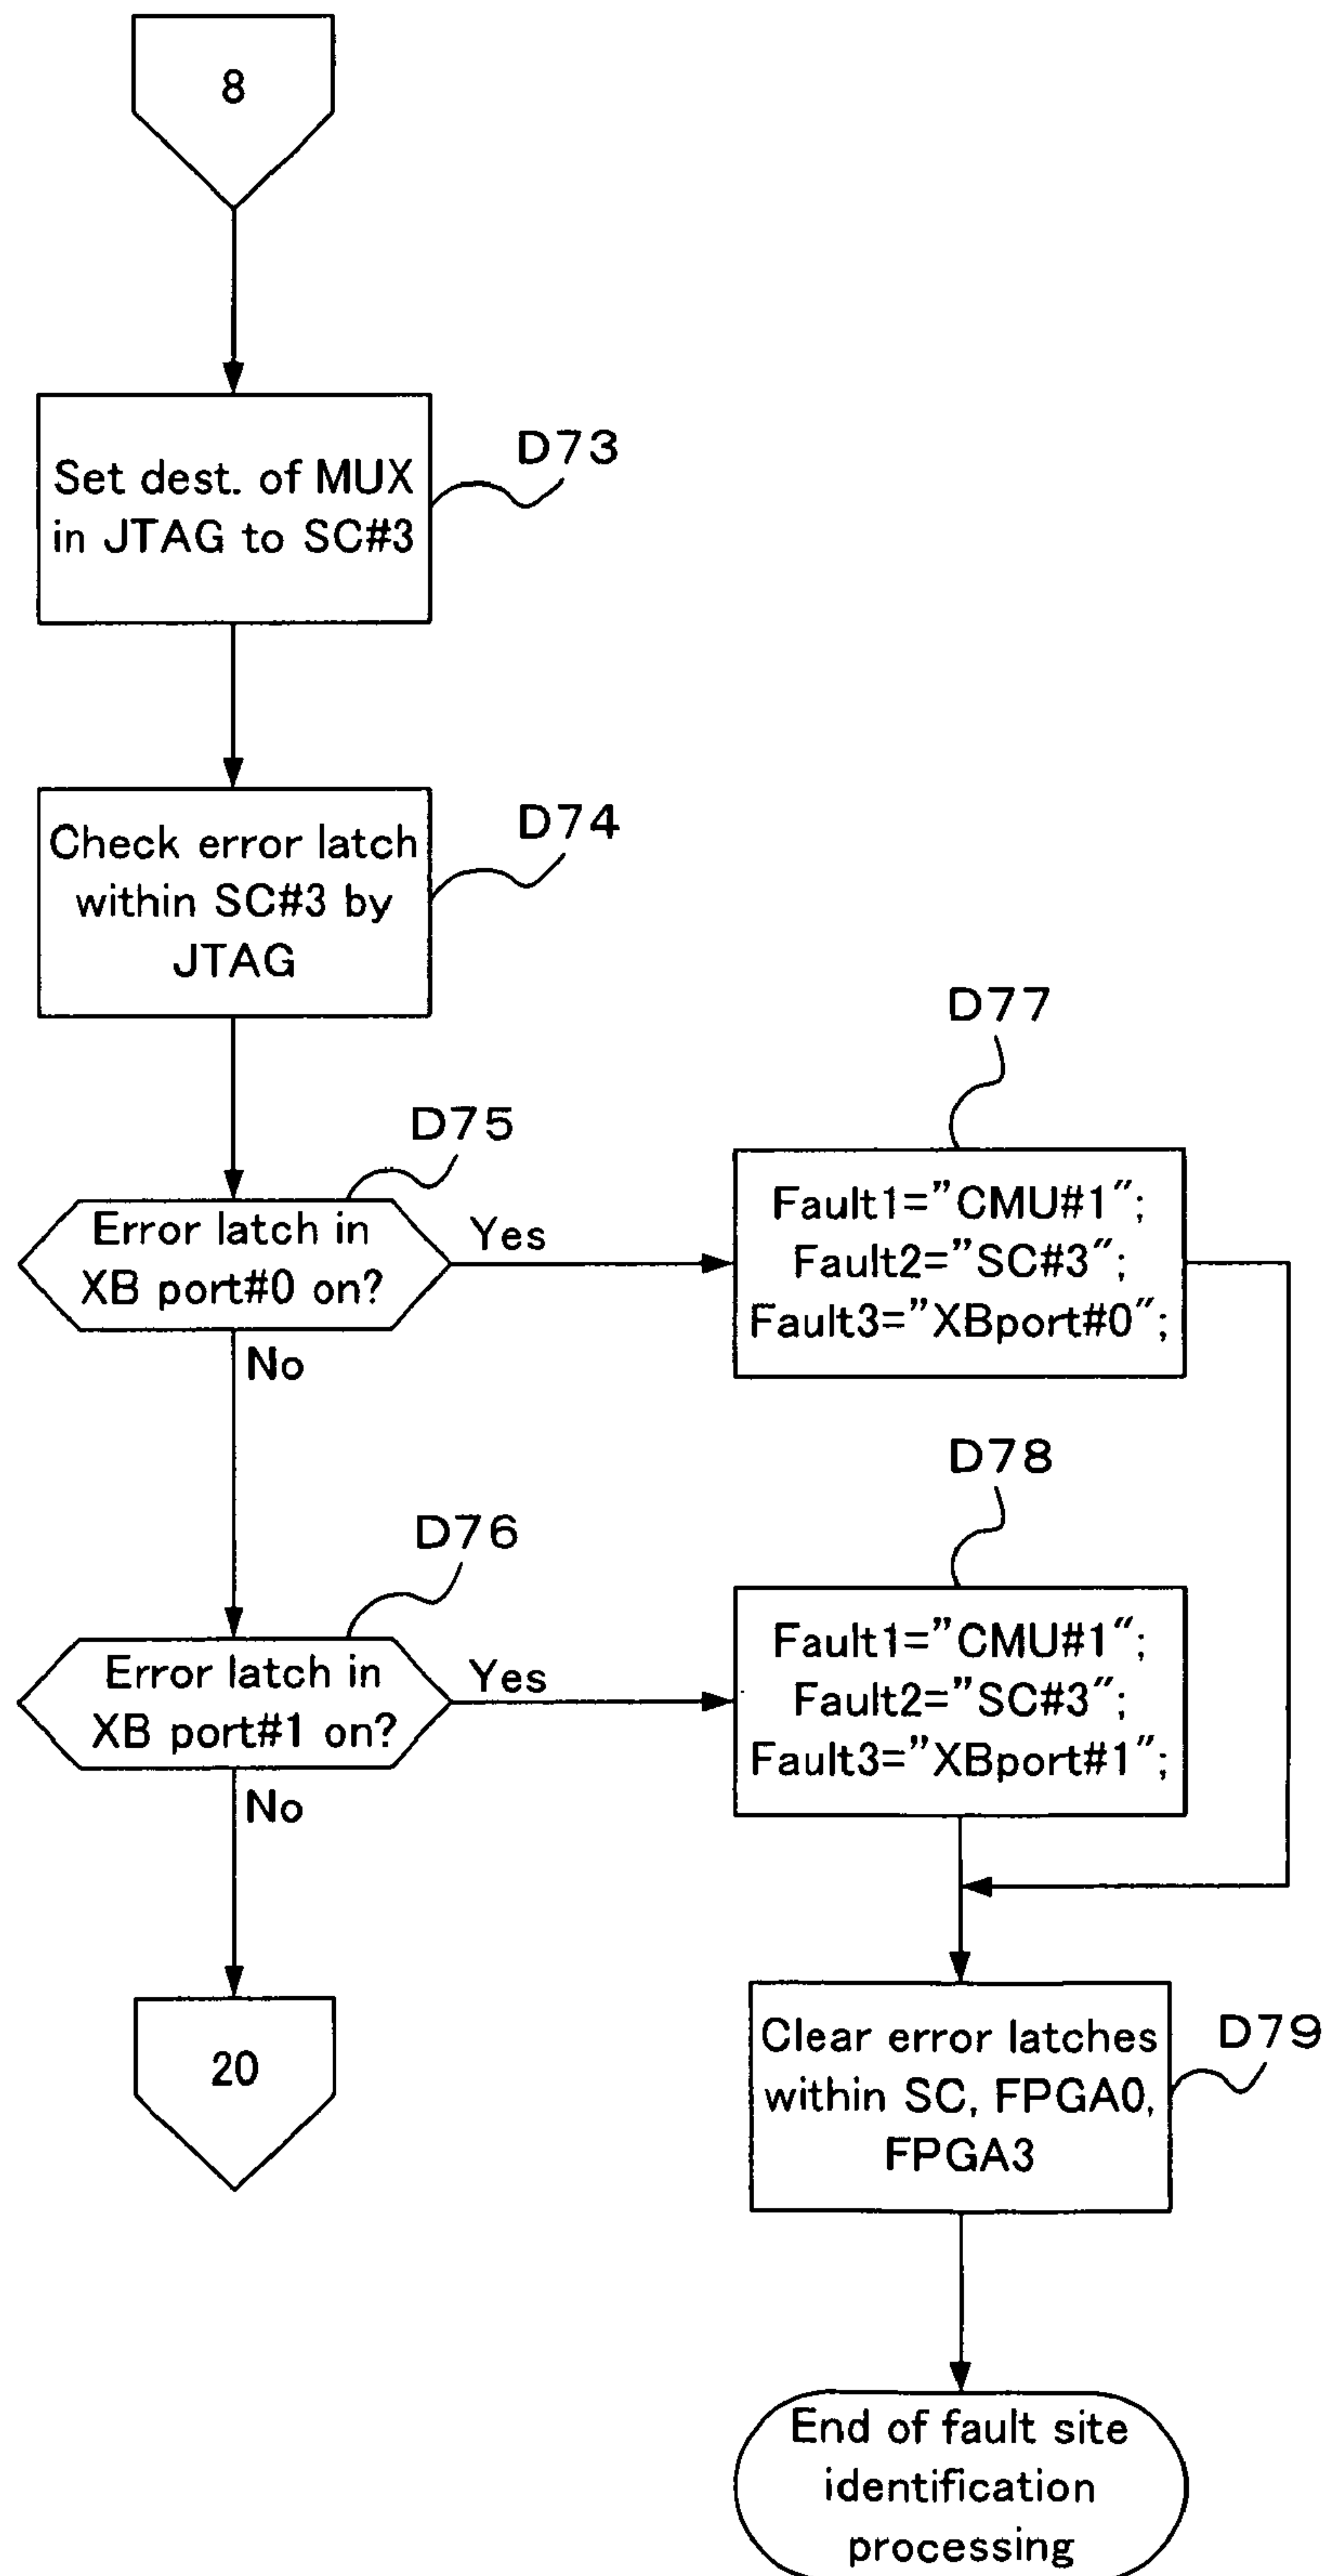 8
Set dest. of MUX
in JTAG to SC#3
D73
Check error latch
within SC#3 by
JTAG
D74
D75
Error latch in
XB port#0 on?
Yes
No
D77
Fault1="CMU#1";
Fault2="SC#3";
Fault3="XBport#0";
D76
Error latch in
XB port#1 on?
Yes
No
D78
Fault1="CMU#1";
Fault2="SC#3";
Fault3="XBport#1";
20
Clear error latches
within SC, FPGA0,
FPGA3
D79
End of fault site
identification
processing